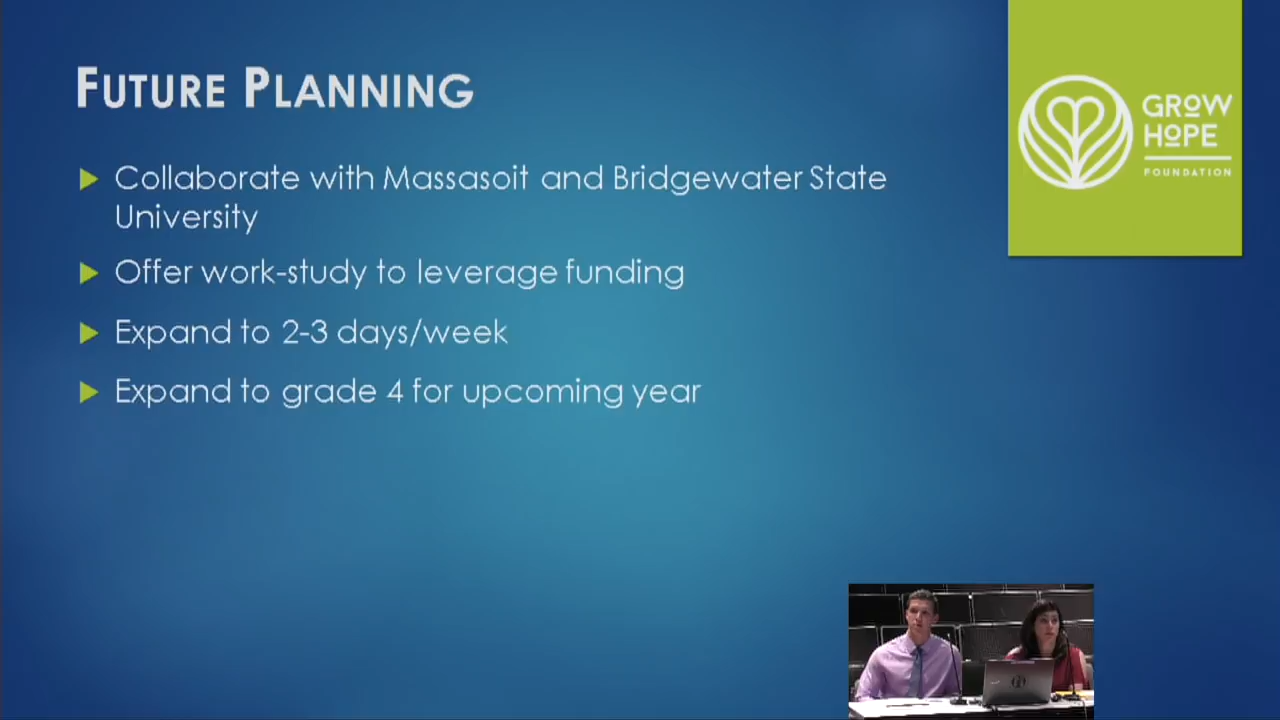 FUTURE PLANNING
Collaborate with Massasoit and Bridgewater State
University
Offer work-study to leverage funding
Expand to 2-3 days/week
Expand to grade 4 for upcoming year
GROW
HOPE
FOUNDATION